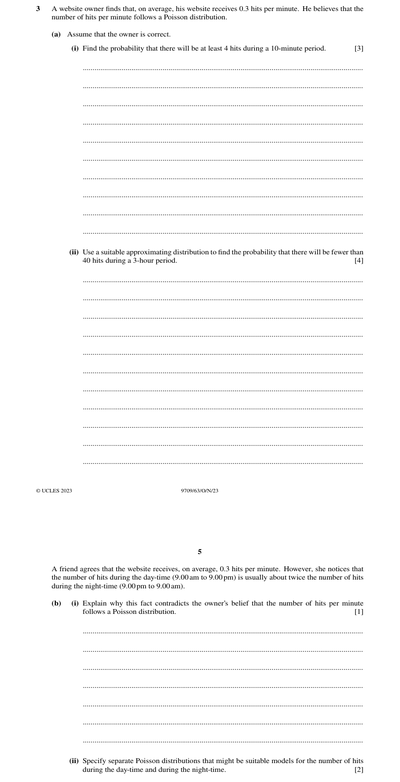 3 A website owner finds that, on average, his website receives 0.3 hits per minute. He believes that the
number of hits per minute follows a Poisson distribution.
(a) Assume that the owner is correct.
(i) Find the probability that there will be at least 4 hits during a 10-minute period. [3]
(ii) Use a suitable approximating distribution to find the probability that there will be fewer than
40 hits during a 3-hour period. [4]
© UCLES 2023 9709/63/O/N/23
5
A friend agrees that the website receives, on average, 0.3 hits per minute. However, she notices that
the number of hits during the day-time (9.00 am to 9.00 pm) is usually about twice the number of hits
during the night-time (9.00 pm to 9.00 am).
(b) (i) Explain why this fact contradicts the owner's belief that the number of hits per minute
follows a Poisson distribution. [1]
(ii) Specify separate Poisson distributions that might be suitable models for the number of hits
during the day-time and during the night-time. [2]